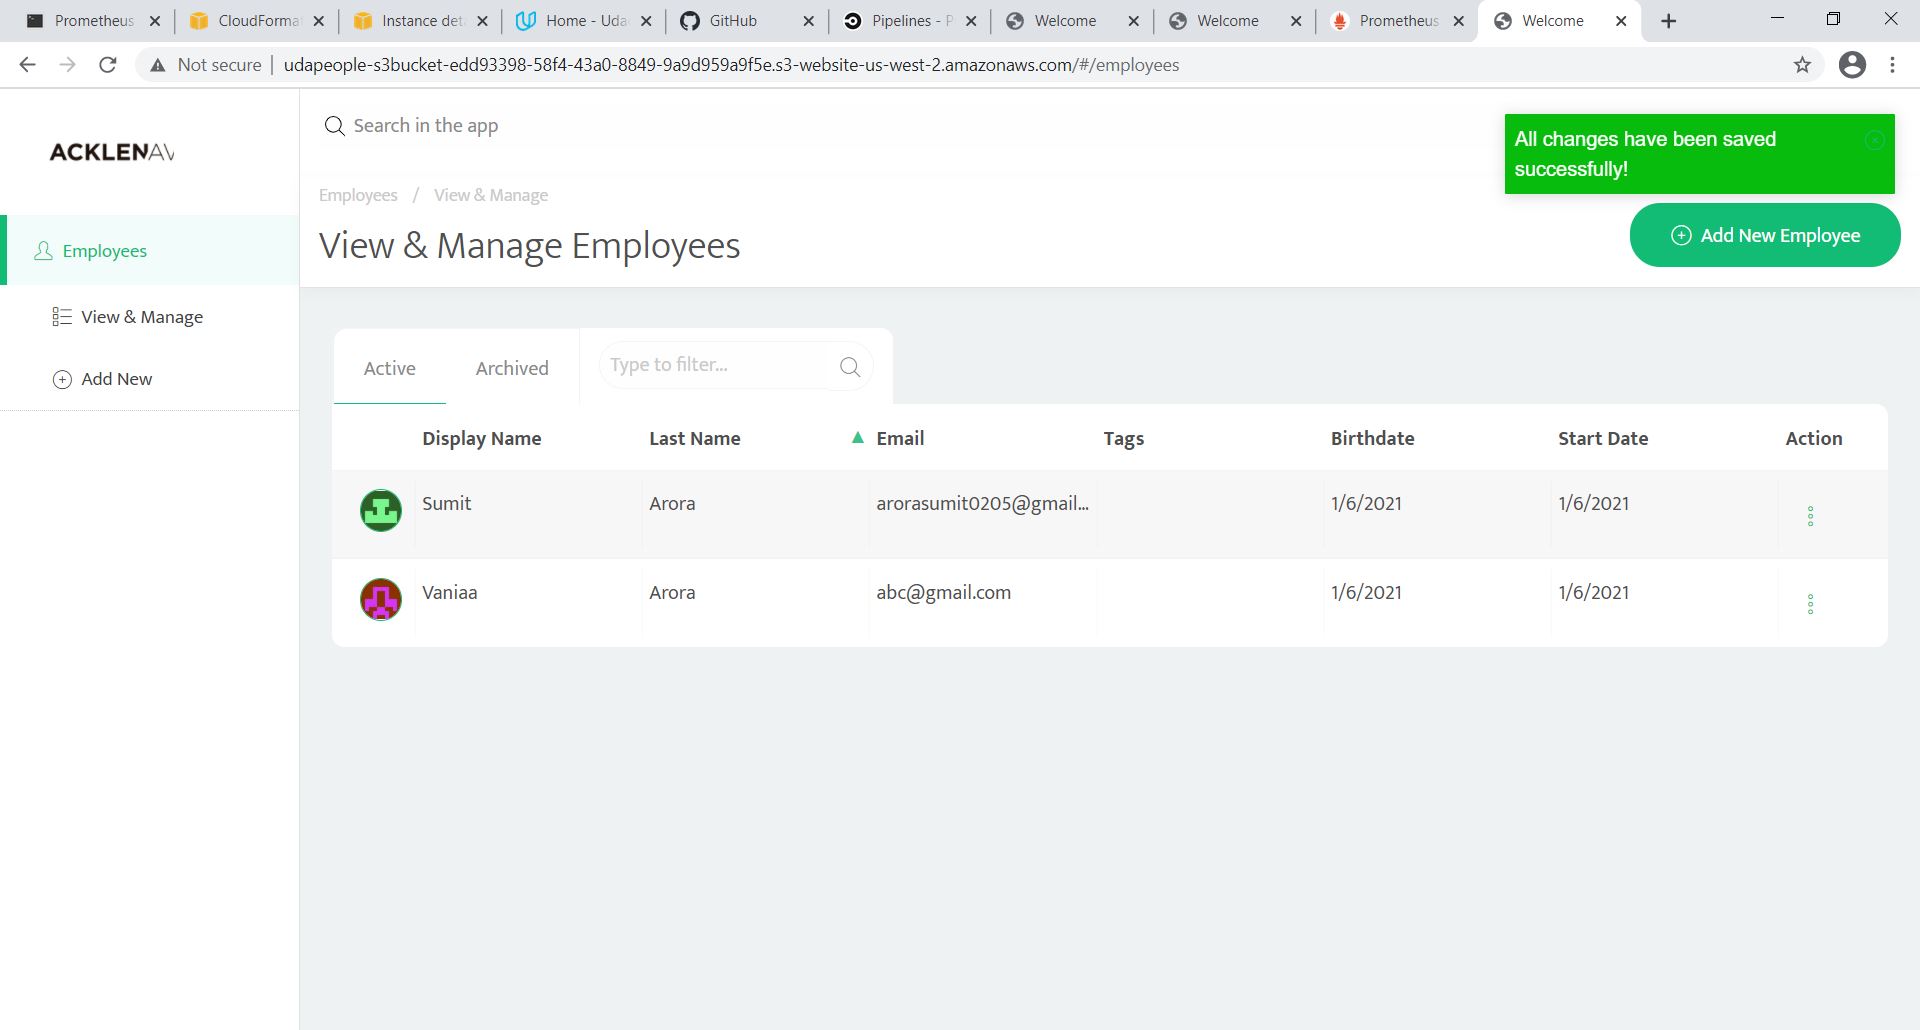 Prometheus
CloudForma
Instance det
Home - Uda
GitHub
Pipelines - P
Welcome
Welcome
Prometheus
Welcome
Not secure | udapeople-s3bucket-edd93398-58f4-43a0-8849-9a9d959a9f5e.s3-website-us-west-2.amazonaws.com/#/employees
ACKLENAV
Search in the app
All changes have been saved
successfully!
Employees / View & Manage
View & Manage Employees
Add New Employee
Employees
View & Manage
Add New
Active Archived Type to filter...
Display Name Last Name Email Tags Birthdate Start Date Action
Sumit Arora arorasumit0205@gmail... 1/6/2021 1/6/2021
Vaniaa Arora abc@gmail.com 1/6/2021 1/6/2021